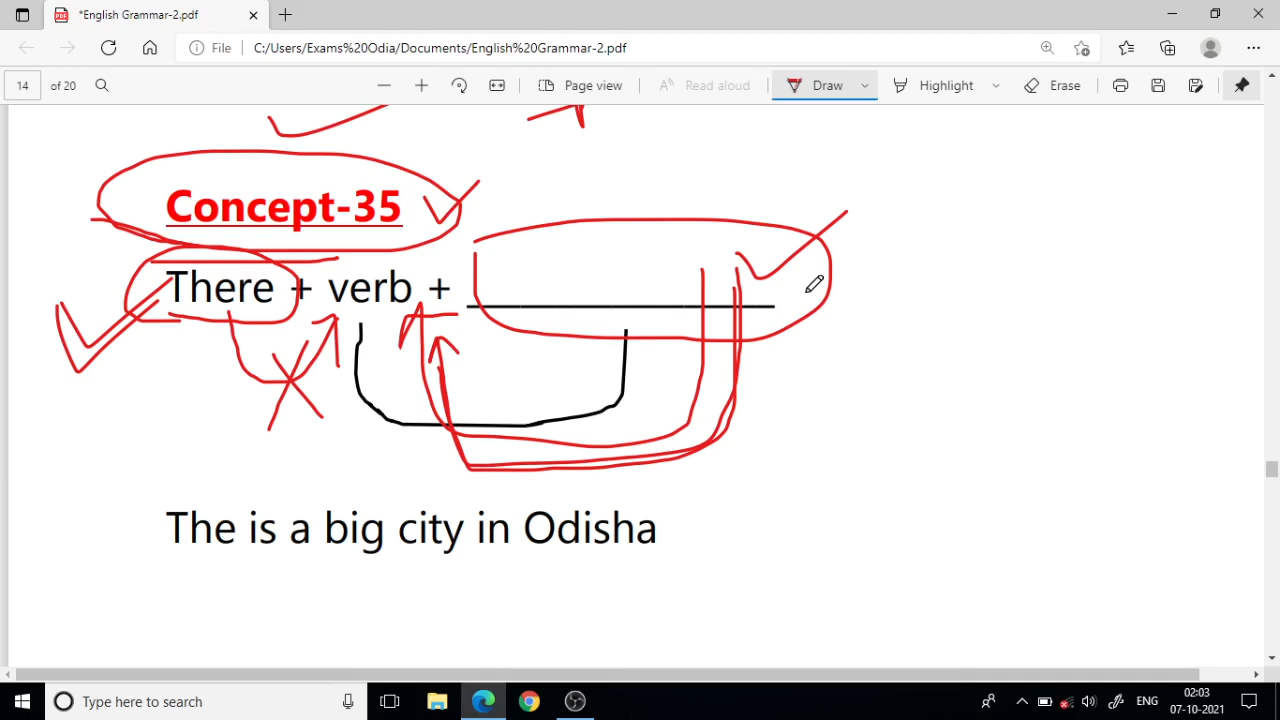 *English Grammar-2.pdf
File C:/Users/Exams%20Odia/Documents/English%20Grammar-2.pdf
14 of 20 Page view Read aloud Draw Highlight Erase
Concept-35
There + verb + ______________
The is a big city in Odisha
Type here to search
ENG
02:03
07-10-2021